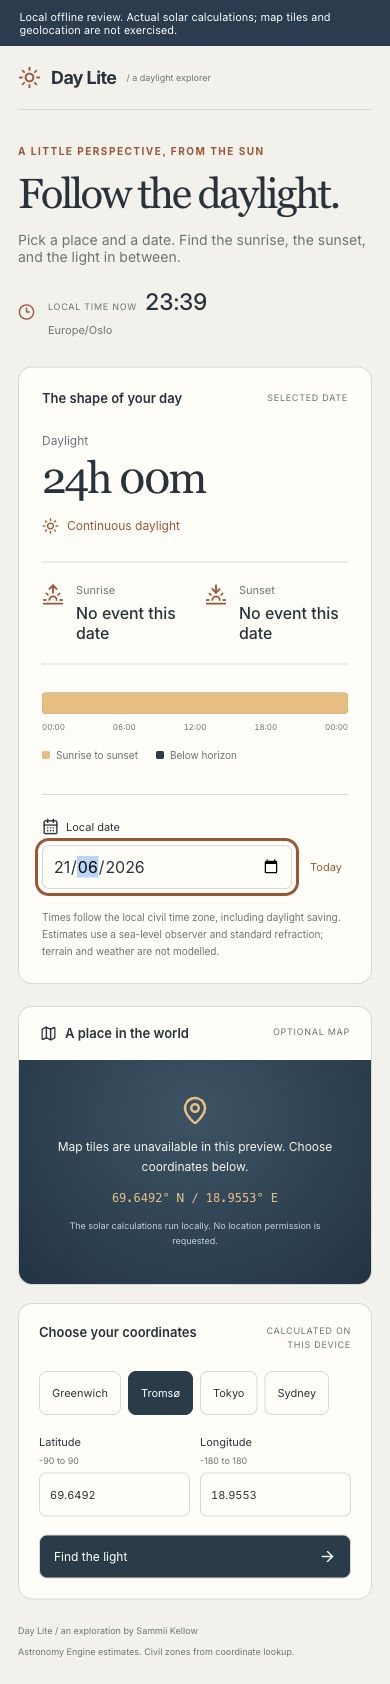 Local offline review. Actual solar calculations; map tiles and
geolocation are not exercised.
Day Lite / a daylight explorer
A LITTLE PERSPECTIVE, FROM THE SUN
Follow the daylight.
Pick a place and a date. Find the sunrise, the sunset,
and the light in between.
LOCAL TIME NOW 23:39
Europe/Oslo
The shape of your day SELECTED DATE
Daylight
24h 00m
Continuous daylight
Sunrise Sunset
No event this No event this
date date
00:00 06:00 12:00 18:00 00:00
Sunrise to sunset Below horizon
Local date
21/06/2026 Today
Times follow the local civil time zone, including daylight saving.
Estimates use a sea-level observer and standard refraction;
terrain and weather are not modelled.
A place in the world OPTIONAL MAP
Map tiles are unavailable in this preview. Choose
coordinates below.
69.6492° N / 18.9553° E
The solar calculations run locally. No location permission is
requested.
Choose your coordinates CALCULATED ON
THIS DEVICE
Greenwich Tromsø Tokyo Sydney
Latitude Longitude
-90 to 90 -180 to 180
69.6492 18.9553
Find the light
Day Lite / an exploration by Sammii Kellow
Astronomy Engine estimates. Civil zones from coordinate lookup.